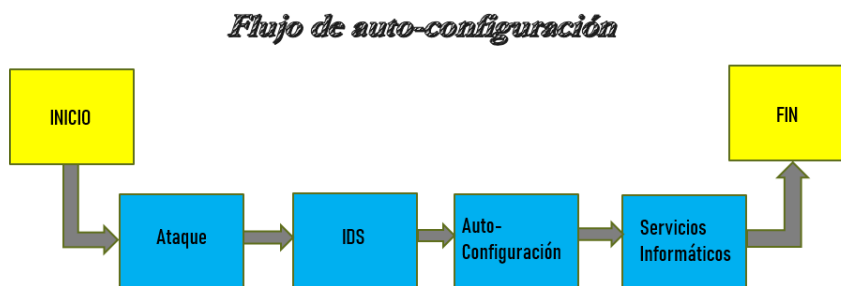 Flujo de auto-configuración
INICIO
FIN
Ataque
IDS
Auto-
Configuración
Servicios
Informáticos